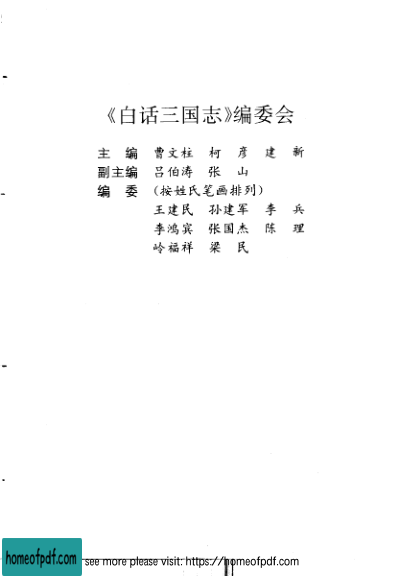 《白话三国志》编委会
主 编 曹文柱 柯 彦 建 新
副主编 吕伯涛 张 山
编 委 (按姓氏笔画排列)
王建民 孙建军 李 兵
李鸿宾 张国杰 陈 理
岭福祥 梁 民
homeofpdf.com
see more please visit: https://homeofpdf.com